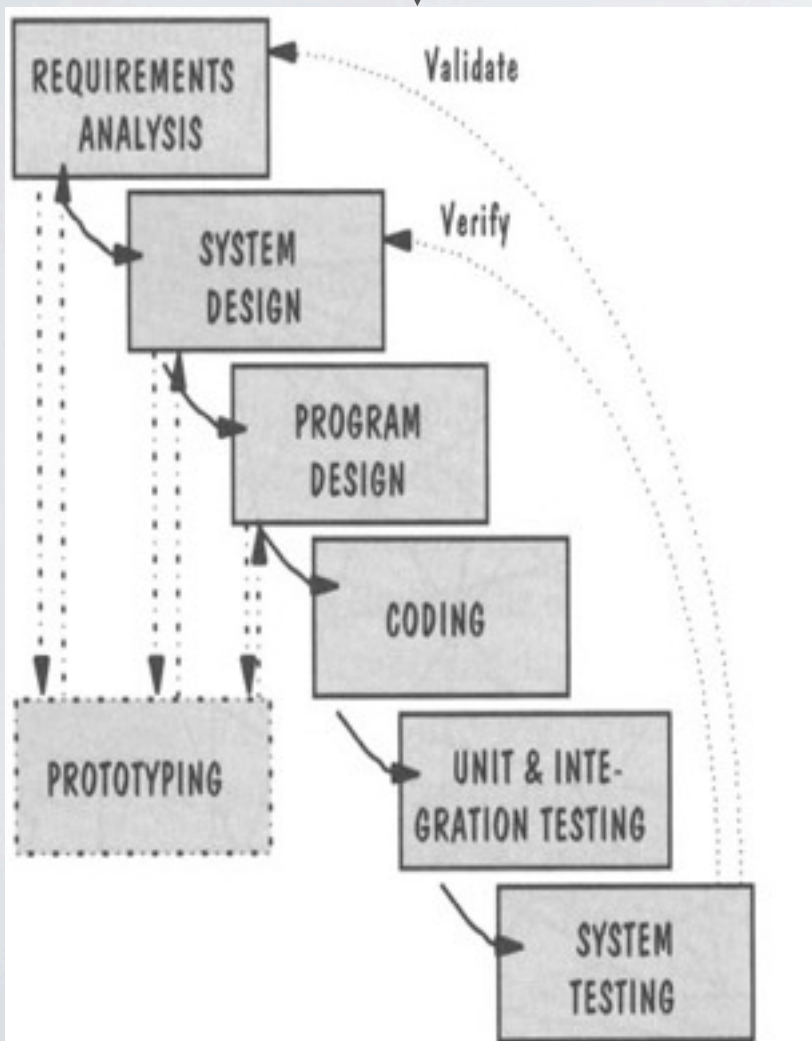 REQUIREMENTS
ANALYSIS
Validate
SYSTEM
DESIGN
Verify
PROGRAM
DESIGN
CODING
PROTOTYPING
UNIT & INTE-
GRATION TESTING
SYSTEM
TESTING